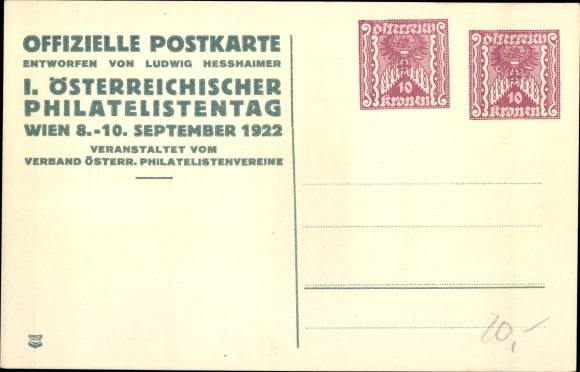 OFFIZIELLE POSTKARTE
ENTWORFEN VON LUDWIG HESSHAIMER
I. ÖSTERREICHISCHER
PHILATELISTENTAG
WIEN 8.-10. SEPTEMBER 1922
VERANSTALTET VOM
VERBAND ÖSTERR. PHILATELISTENVEREINE
Österreich
10
Kronen
Österreich
10
Kronen
20,-